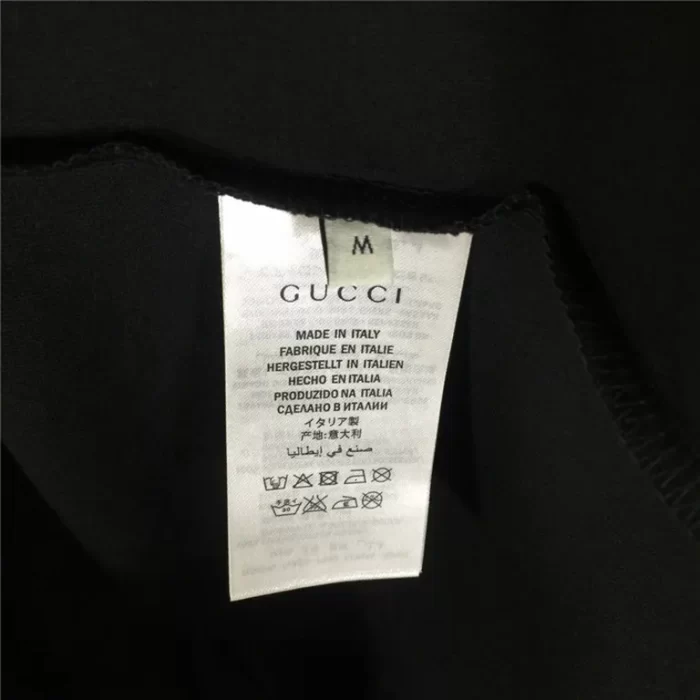 M
GUCCI
MADE IN ITALY
FABRIQUE EN ITALIE
HERGESTELLT IN ITALIEN
HECHO EN ITALIA
PRODUZIDO NA ITALIA
СДЕЛАНО В ИТАЛИИ
イタリア製
产地:意大利
صنع في إيطاليا